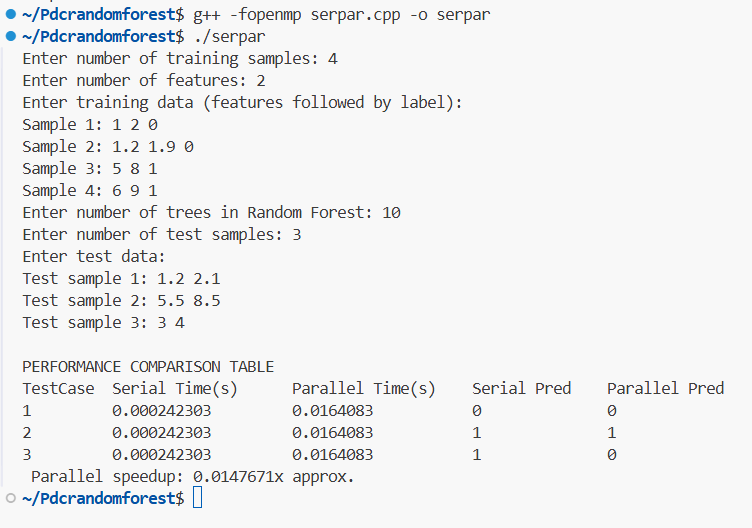 ~/Pdcrandomforest$ g++ -fopenmp serpar.cpp -o serpar
~/Pdcrandomforest$ ./serpar
Enter number of training samples: 4
Enter number of features: 2
Enter training data (features followed by label):
Sample 1: 1 2 0
Sample 2: 1.2 1.9 0
Sample 3: 5 8 1
Sample 4: 6 9 1
Enter number of trees in Random Forest: 10
Enter number of test samples: 3
Enter test data:
Test sample 1: 1.2 2.1
Test sample 2: 5.5 8.5
Test sample 3: 3 4

PERFORMANCE COMPARISON TABLE
TestCase  Serial Time(s)      Parallel Time(s)    Serial Pred    Parallel Pred
1         0.000242303         0.0164083           0              0
2         0.000242303         0.0164083           1              1
3         0.000242303         0.0164083           1              0
 Parallel speedup: 0.0147671x approx.
~/Pdcrandomforest$